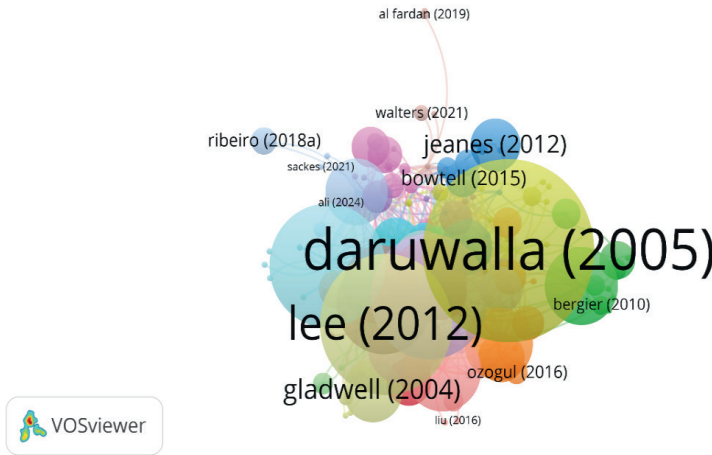 al fardan (2019)
walters (2021)
ribeiro (2018a)
jeanes (2012)
sackes (2021)
bowtell (2015)
ali (2024)
daruwalla (2005)
bergier (2010)
lee (2012)
ozogul (2016)
gladwell (2004)
liu (2016)
VOSviewer